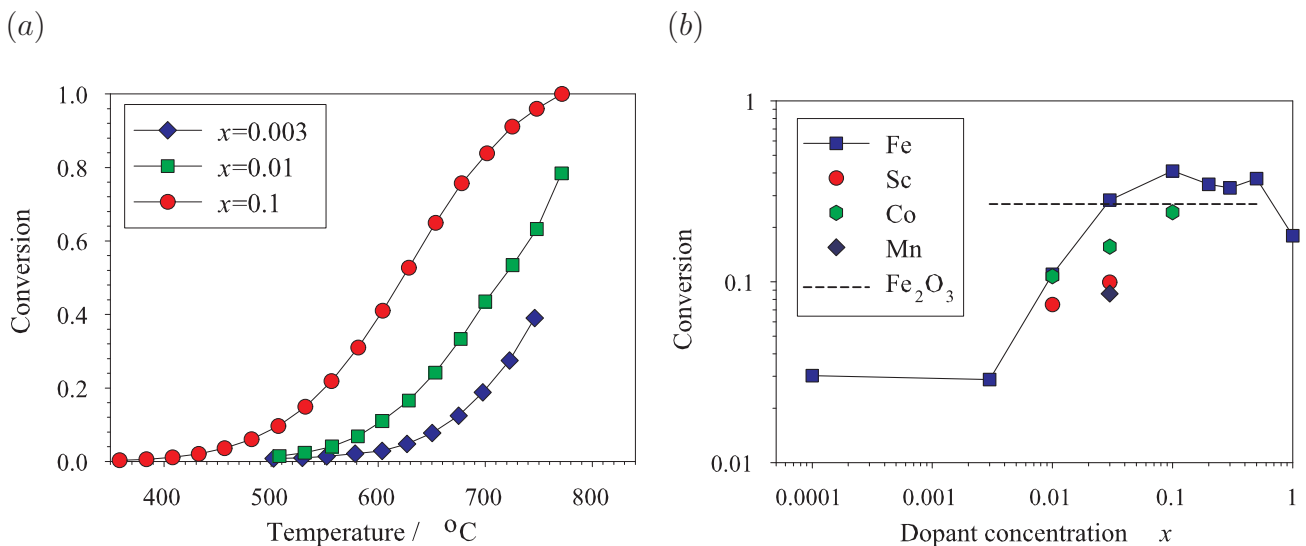 (a)
1.0
0.8
0.6
0.4
0.2
0.0
Conversion
x=0.003
x=0.01
x=0.1
400 500 600 700 800
Temperature / °C
(b)
1
0.1
0.01
Conversion
Fe
Sc
Co
Mn
Fe₂O₃
0.0001 0.001 0.01 0.1 1
Dopant concentration x